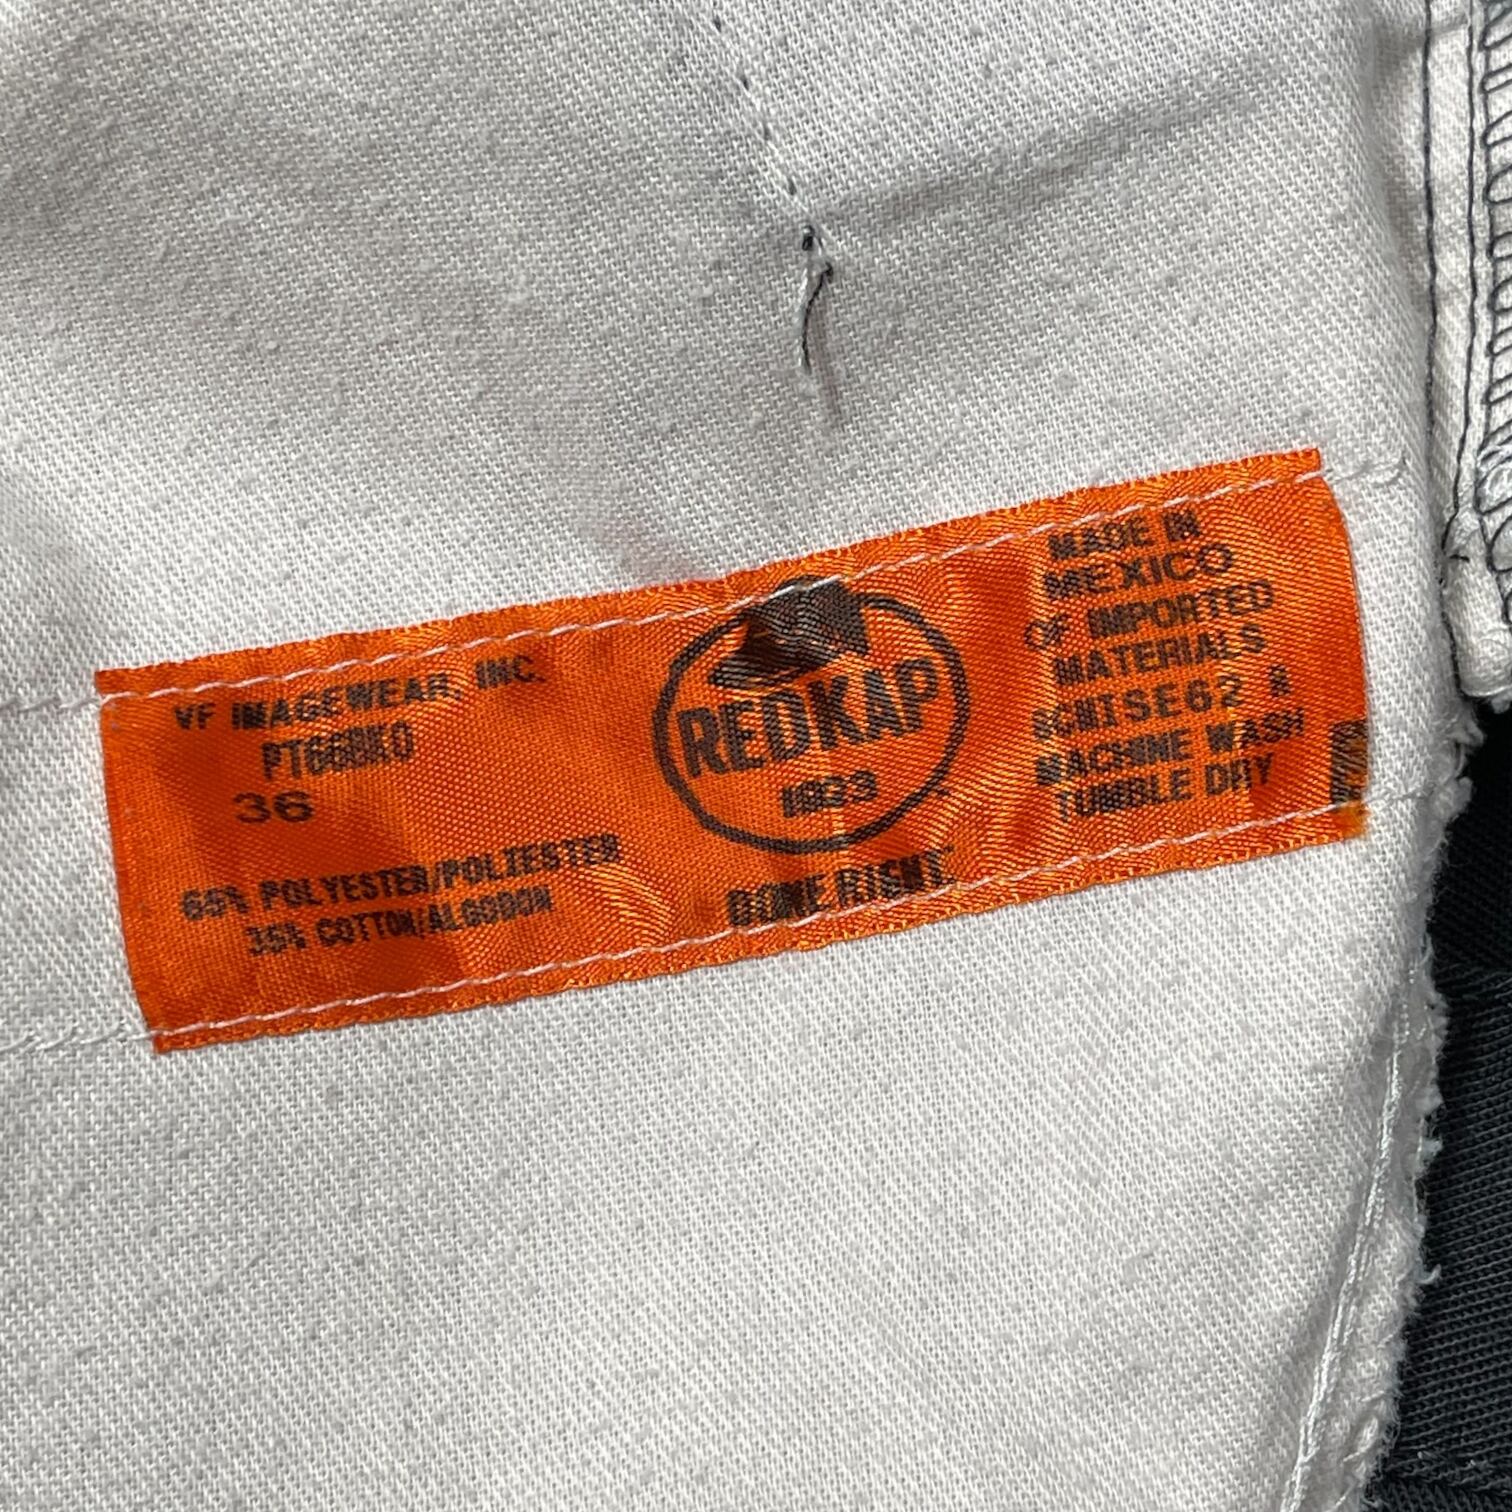 VF IMAGEWEAR, INC.
PT66BK0
36
65% POLYESTER/POLIESTER
35% COTTON/ALGODON
REDKAP
1923
DONE RIGHT.
MADE IN
MEXICO
OF IMPORTED
MATERIALS
MACHINE WASH
TUMBLE DRY